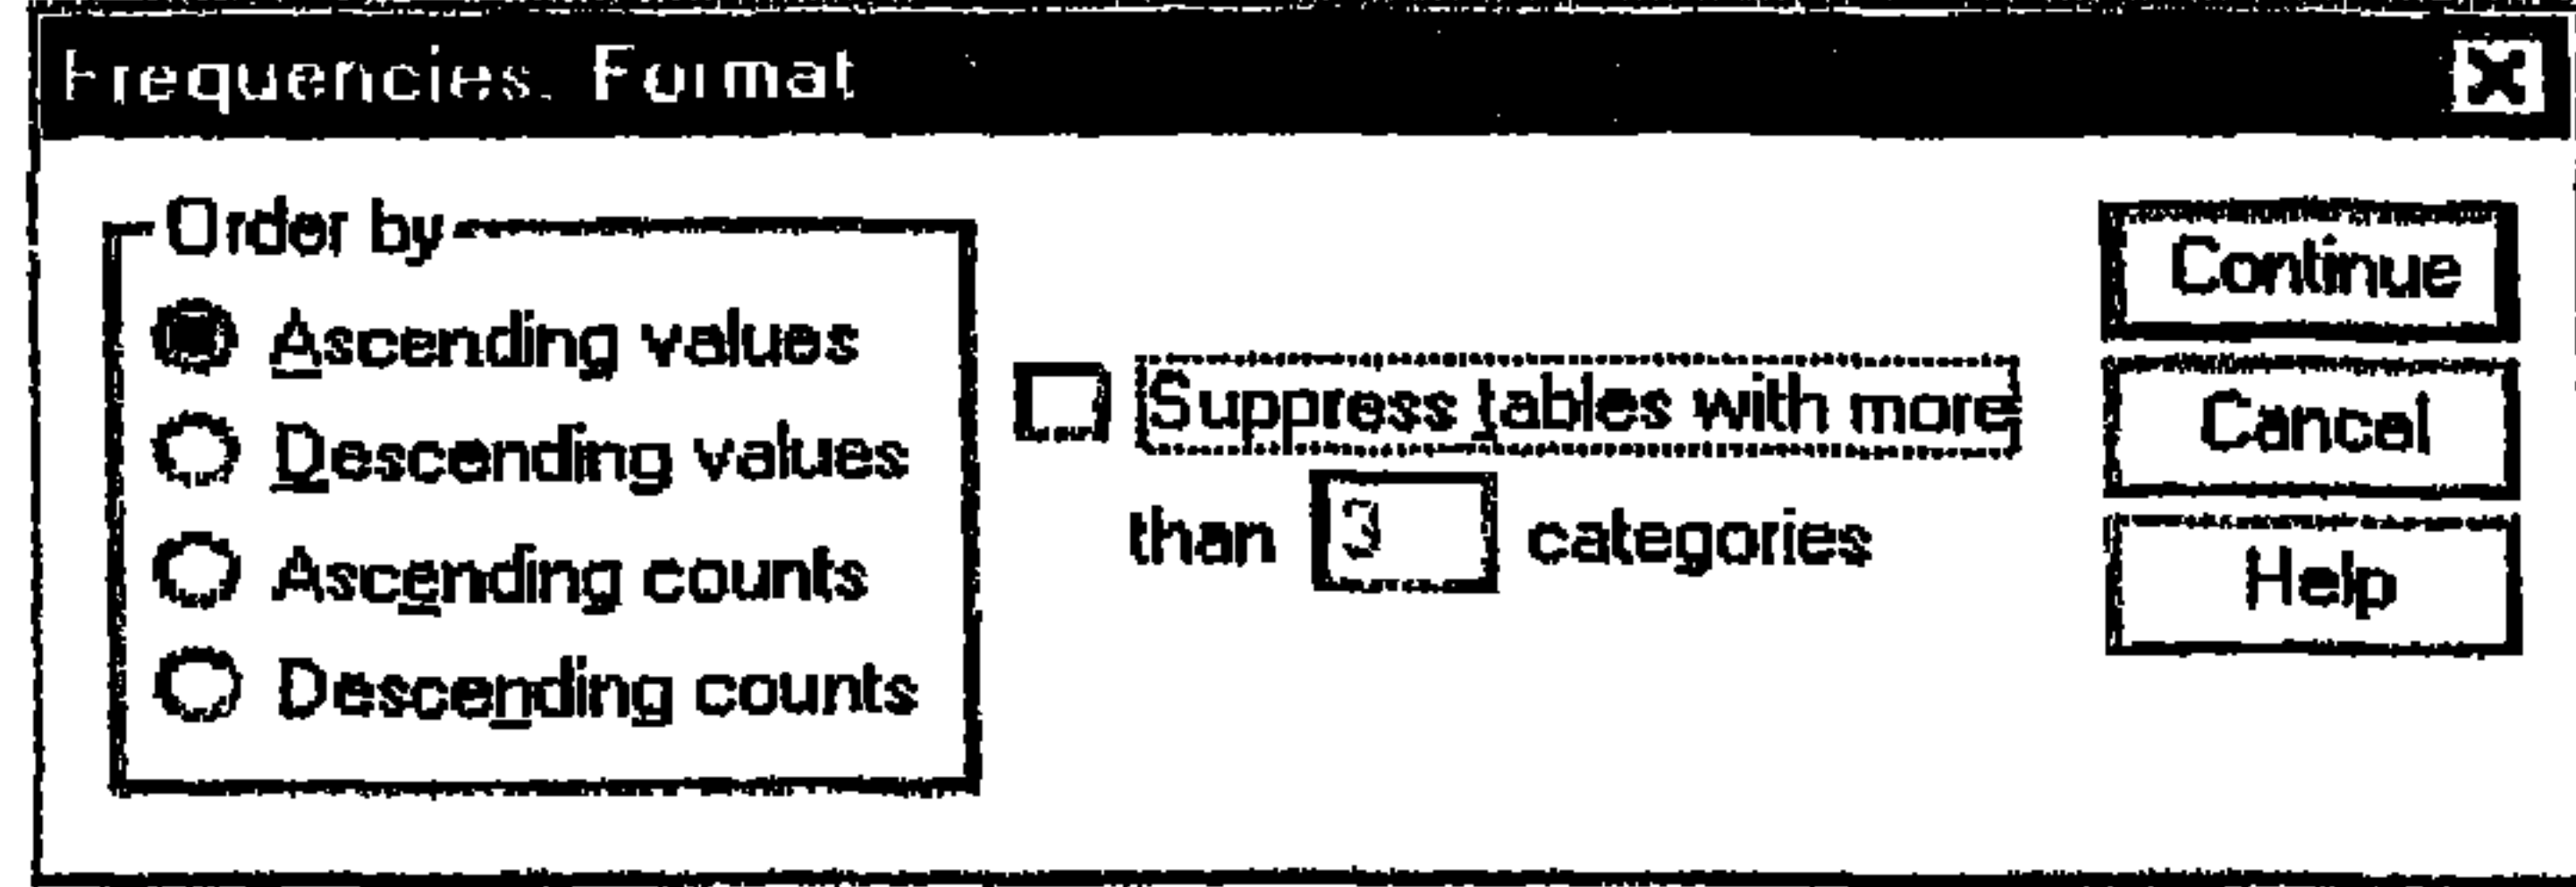 Frequencies. Format
Order by
Ascending values
Descending values
Ascending counts
Descending counts
Suppress tables with more
than 3 categories
Continue
Cancel
Help